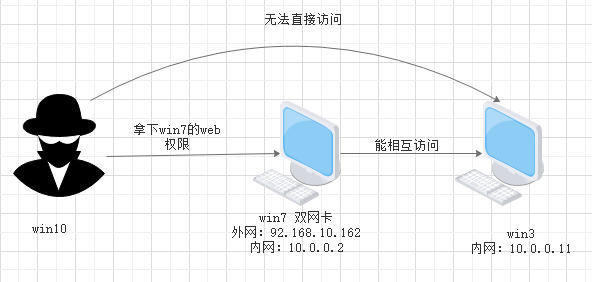 无法直接访问
拿下win7的web
权限
能相互访问
win10
win7 双网卡
外网：92.168.10.162
内网：10.0.0.2
win3
内网：10.0.0.11